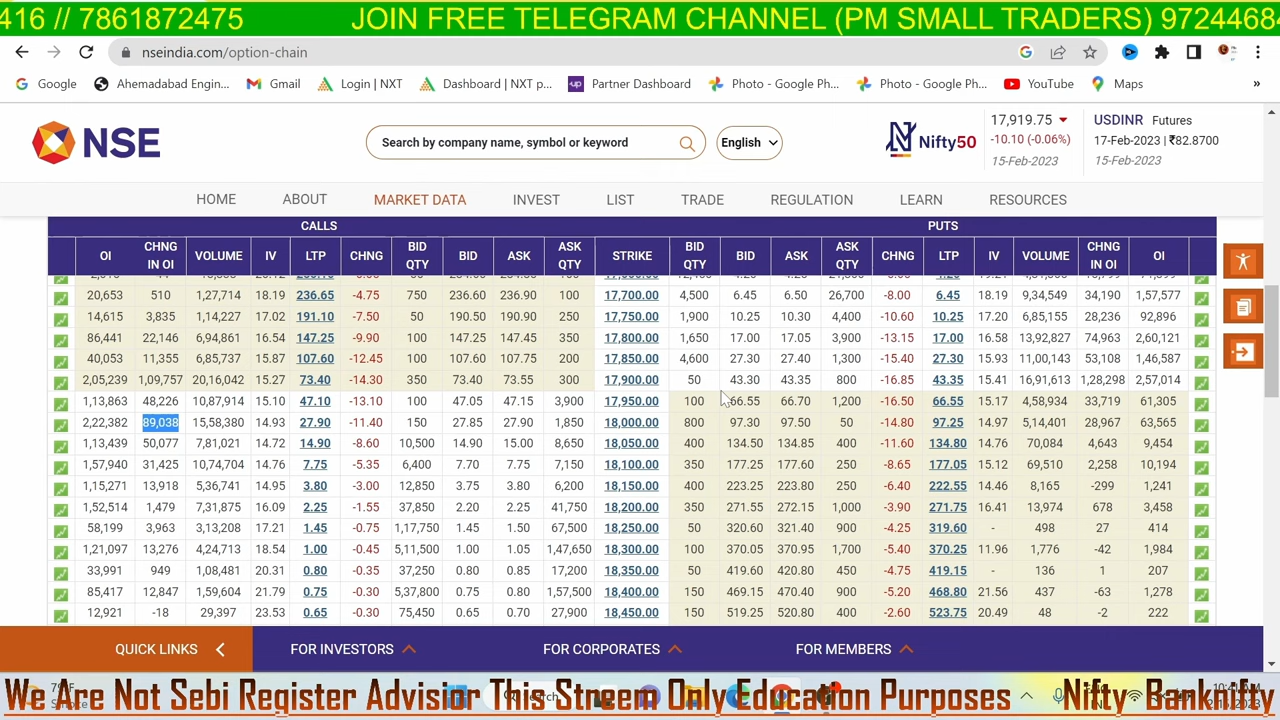 416 // 7861872475 JOIN FREE TELEGRAM CHANNEL (PM SMALL TRADERS) 9724468
nseindia.com/option-chain
Google Ahemadabad Engin... Gmail Login | NXT Dashboard | NXT p... Partner Dashboard Photo - Google Ph... Photo - Google Ph... YouTube Maps »
NSE Search by company name, symbol or keyword English Nifty50 17,919.75 USDINR Futures
-10.10 (-0.06%) 17-Feb-2023 | ₹82.8700
15-Feb-2023 15-Feb-2023
HOME ABOUT MARKET DATA INVEST LIST TRADE REGULATION LEARN RESOURCES
CALLS PUTS
OI CHNG IN OI VOLUME IV LTP CHNG BID QTY BID ASK ASK QTY STRIKE BID QTY BID ASK ASK QTY CHNG LTP IV VOLUME CHNG IN OI OI
20,653 510 1,27,714 18.19 236.65 -4.75 750 236.60 236.90 100 17,700.00 4,500 6.45 6.50 26,700 -8.00 6.45 18.19 9,34,549 34,190 1,57,577
14,615 3,835 1,14,227 17.02 191.10 -7.50 50 190.50 190.90 250 17,750.00 1,900 10.25 10.30 4,400 -10.60 10.25 17.20 6,85,155 28,236 92,896
86,441 22,146 6,94,861 16.54 147.25 -9.90 100 147.25 147.45 350 17,800.00 1,650 17.00 17.05 3,900 -13.15 17.00 16.58 13,92,827 74,963 2,60,121
40,053 11,355 6,85,737 15.87 107.60 -12.45 100 107.60 107.75 200 17,850.00 4,600 27.30 27.40 1,300 -15.40 27.30 15.93 11,00,143 53,108 1,46,587
2,05,239 1,09,757 20,16,042 15.27 73.40 -14.30 350 73.40 73.55 300 17,900.00 50 43.30 43.35 800 -16.85 43.35 15.41 16,91,613 1,28,298 2,57,014
1,13,863 48,226 10,87,914 15.10 47.10 -13.10 100 47.05 47.15 3,900 17,950.00 100 66.55 66.70 1,200 -16.50 66.55 15.17 4,58,931 33,719 61,305
2,22,382 89,038 15,58,380 14.93 27.90 -11.40 150 27.85 27.90 1,850 18,000.00 800 97.30 97.50 50 -14.80 97.25 14.97 5,14,401 28,967 63,565
1,13,439 50,077 7,81,021 14.72 14.90 -8.60 10,500 14.90 15.00 8,650 18,050.00 400 134.50 134.85 400 -11.60 134.80 14.76 70,084 4,643 9,454
1,57,940 31,425 10,74,704 14.76 7.75 -5.35 6,400 7.70 7.75 7,150 18,100.00 350 177.25 177.60 250 -8.65 177.05 15.12 69,510 2,258 10,194
1,15,271 13,918 5,36,741 14.95 3.80 -3.00 12,850 3.75 3.80 6,200 18,150.00 400 223.25 223.80 250 -6.40 222.55 14.46 8,165 -299 1,241
1,52,514 1,479 7,31,875 16.09 2.25 -1.55 37,850 2.20 2.25 41,750 18,200.00 350 271.55 272.15 1,000 -3.90 271.75 16.41 13,974 678 3,458
58,199 3,963 3,13,208 17.21 1.45 -0.75 1,17,750 1.45 1.50 67,500 18,250.00 50 320.60 321.40 900 -4.25 319.60 - 498 27 414
1,21,097 13,276 4,24,713 18.54 1.00 -0.45 5,11,500 1.00 1.05 1,47,650 18,300.00 100 370.05 370.95 1,700 -5.40 370.25 11.96 1,776 -42 1,984
33,991 949 1,08,481 20.31 0.80 -0.35 37,250 0.80 0.85 17,200 18,350.00 50 419.60 420.80 450 -4.75 419.15 - 136 1 207
85,417 12,847 1,59,604 21.79 0.75 -0.30 5,37,800 0.75 0.80 1,57,500 18,400.00 150 469.15 470.40 900 -5.20 468.80 21.56 437 -63 1,278
12,921 -18 29,397 23.53 0.65 -0.30 75,450 0.65 0.70 27,900 18,450.00 150 519.25 520.80 400 -2.60 523.75 20.49 48 -2 222
QUICK LINKS FOR INVESTORS FOR CORPORATES FOR MEMBERS
We Are Not Sebi Register Advisior This Streem Only Education Purposes Nifty Banknifty